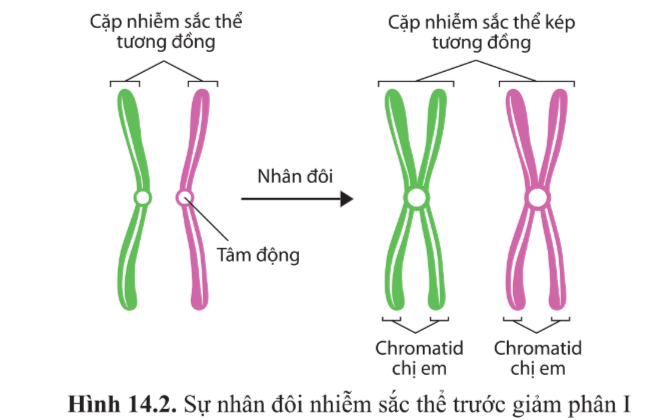 Cặp nhiễm sắc thể
tương đồng
Cặp nhiễm sắc thể kép
tương đồng
Nhân đôi
Tâm động
Chromatid
chị em
Chromatid
chị em
Hình 14.2. Sự nhân đôi nhiễm sắc thể trước giảm phân I